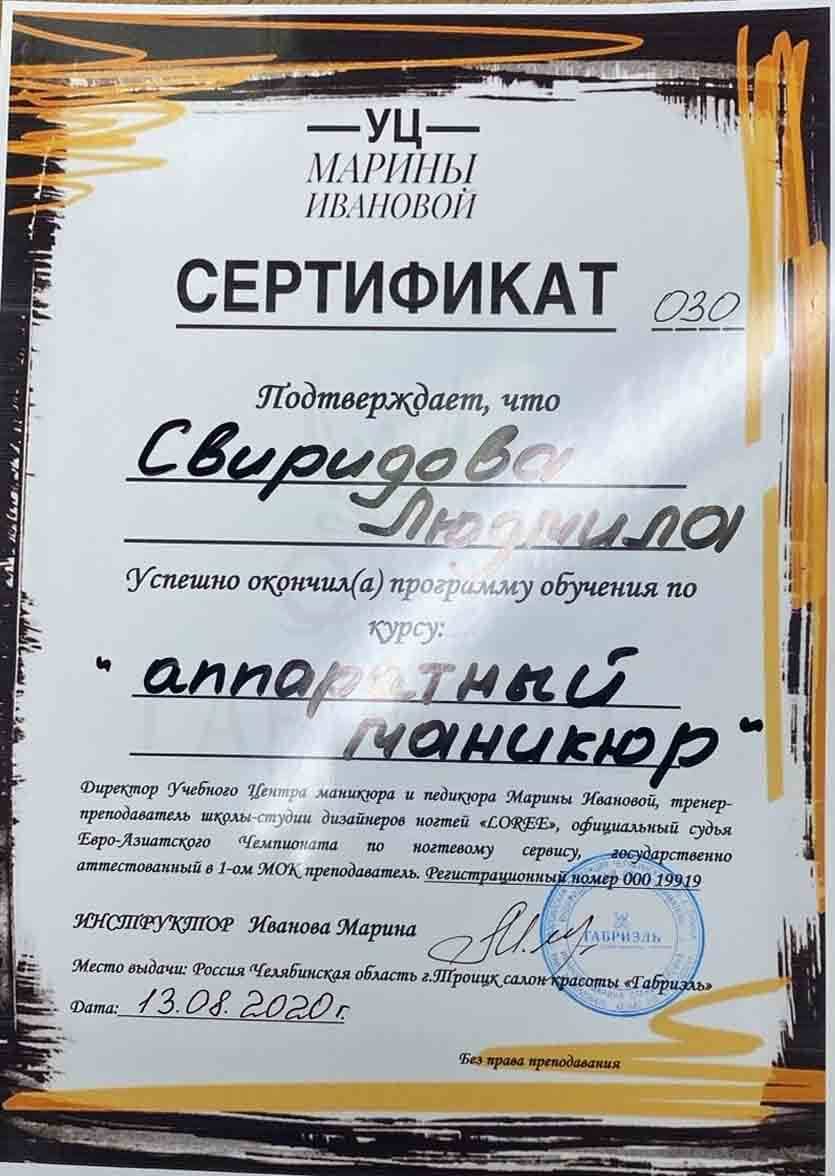 УЦ
МАРИНЫ
ИВАНОВОЙ
СЕРТИФИКАТ 030
Подтверждает, что
Свиридова
Людмила
Успешно окончил(а) программу обучения по
курсу:
" аппаратный
маникюр"
Директор Учебного Центра маникюра и педикюра Марины Ивановой, тренер-
преподаватель школы-студии дизайнеров ногтей «LOREE», официальный судья
Евро-Азиатского Чемпионата по ногтевому сервису, государственно
аттестованный в 1-ом МОК преподаватель. Регистрационный номер 000 19919
ИНСТРУКТОР Иванова Марина
ГАБРИЭЛЬ
Место выдачи: Россия Челябинская область г.Троицк салон красоты «Габриэль»
Дата: 13.08.2020 г.
Без права преподавания